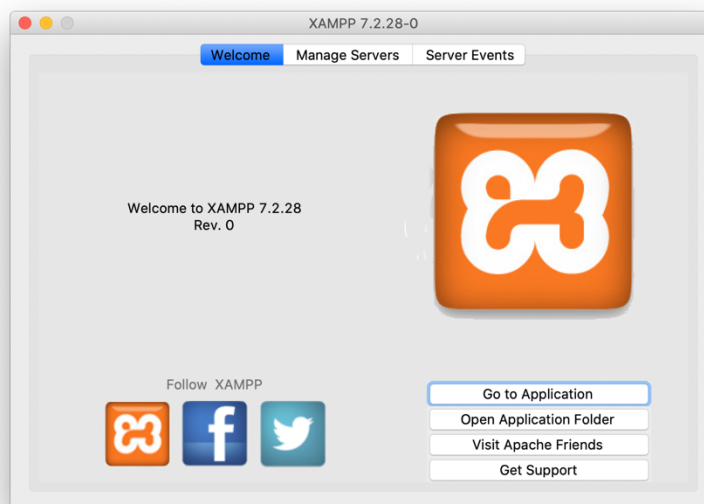 XAMPP 7.2.28-0
Welcome Manage Servers Server Events
Welcome to XAMPP 7.2.28
Rev. 0
Follow XAMPP
Go to Application
Open Application Folder
Visit Apache Friends
Get Support